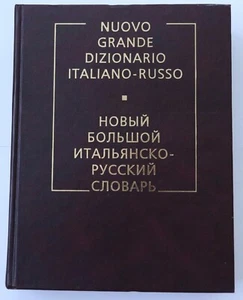 NUOVO
GRANDE
DIZIONARIO
ITALIANO-RUSSO
НОВЫЙ
БОЛЬШОЙ
ИТАЛЬЯНСКО-
РУССКИЙ
СЛОВАРЬ